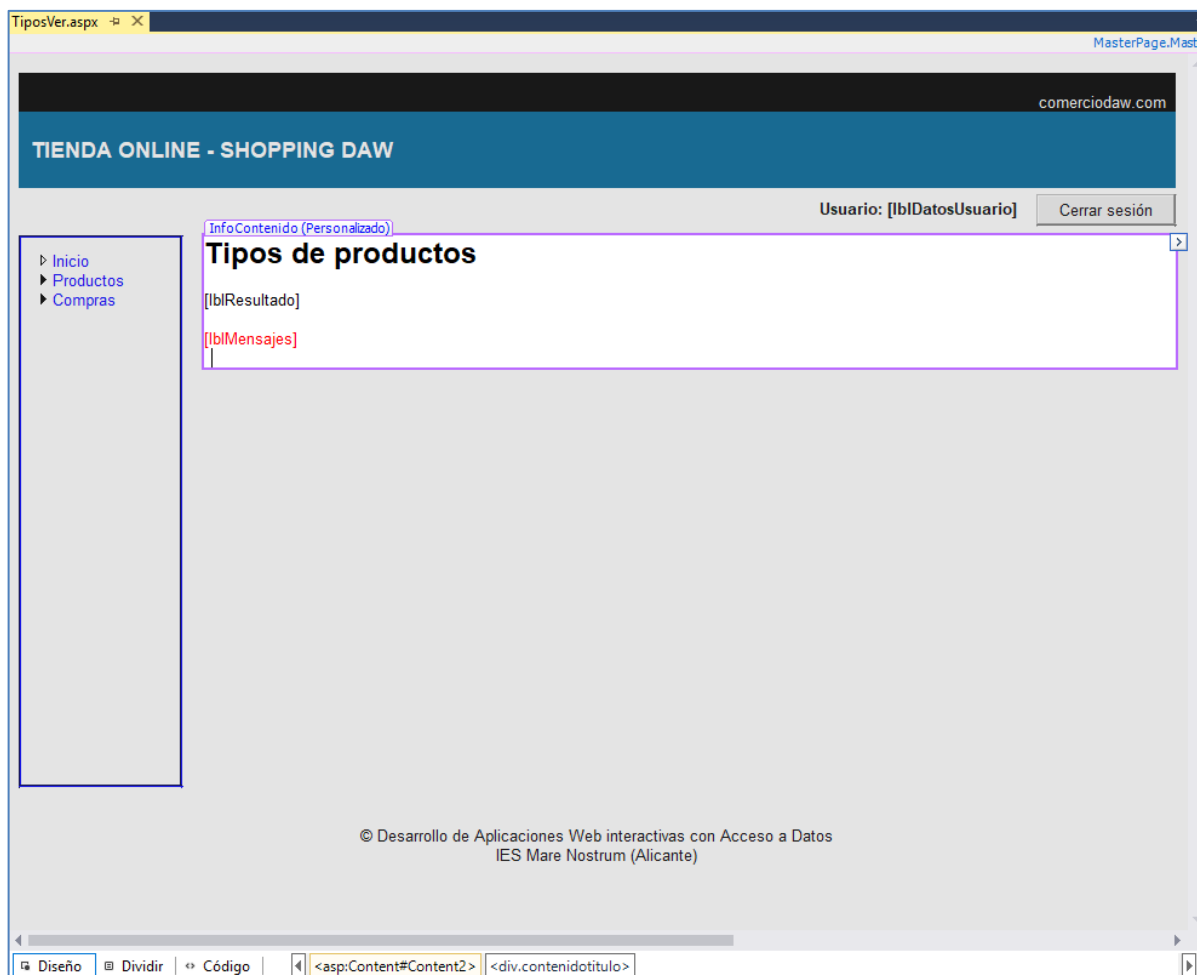 TiposVer.aspx
MasterPage.Mast
comerciodaw.com
TIENDA ONLINE - SHOPPING DAW
Usuario: [lblDatosUsuario]
Cerrar sesión
InfoContenido (Personalizado)
Inicio
Productos
Compras
Tipos de productos
[lblResultado]
[lblMensajes]
© Desarrollo de Aplicaciones Web interactivas con Acceso a Datos
IES Mare Nostrum (Alicante)
Diseño Dividir Código <asp:Content#Content2> <div.contenidotitulo>